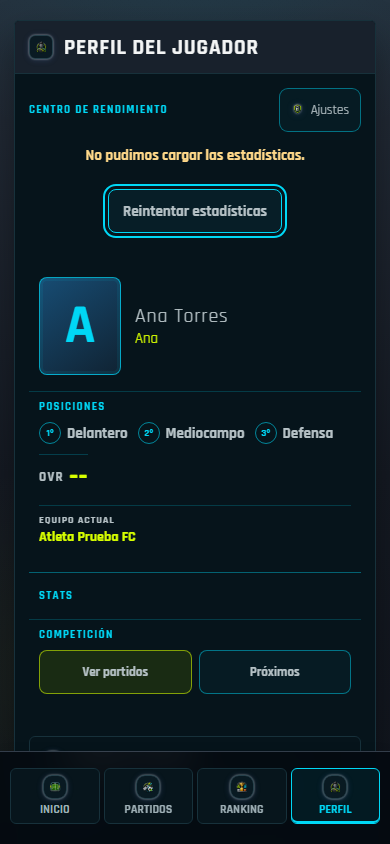 PERFIL DEL JUGADOR
CENTRO DE RENDIMIENTO
Ajustes
No pudimos cargar las estadísticas.
Reintentar estadísticas
A
Ana Torres
Ana
POSICIONES
1º Delantero 2º Mediocampo 3º Defensa
OVR --
EQUIPO ACTUAL
Atleta Prueba FC
STATS
COMPETICIÓN
Ver partidos Próximos
INICIO PARTIDOS RANKING PERFIL